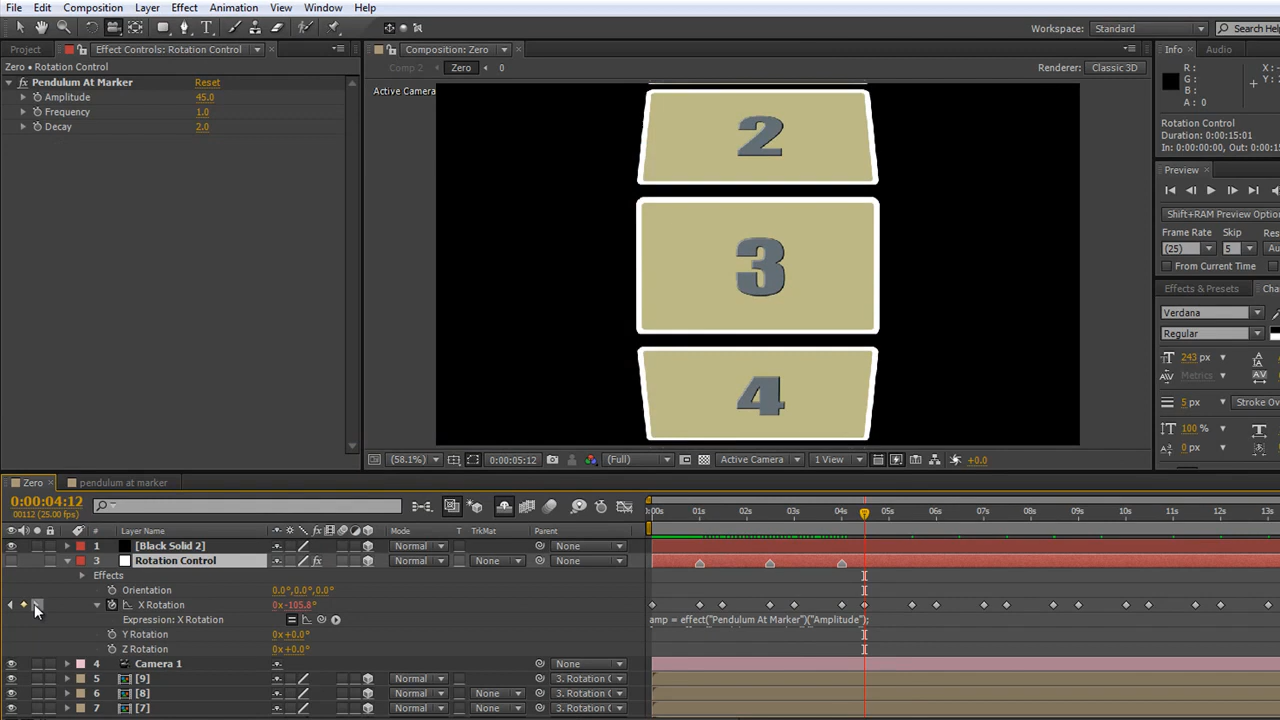 File Edit Composition Layer Effect Animation View Window Help
Workspace: Standard Search Help
Project Effect Controls: Rotation Control Composition: Zero Info Audio
Zero • Rotation Control Comp 2 Zero 0 Renderer: Classic 3D
Pendulum At Marker Reset
Amplitude 45.0
Frequency 1.0
Decay 2.0
Active Camera
2
3
4
R :
G :
B :
A : 0
Rotation Control
Duration: 0:00:15:01
In: 0:00:00:00, Out: 0:00:15
Preview
Shift+RAM Preview Option
Frame Rate Skip Res
(25) 5
From Current Time
Effects & Presets Cha
Verdana
Regular
243 px
Metrics
5 px Stroke Ov
100 %
0 px
(58.1%) 0:00:05:12 (Full) Active Camera 1 View +0.0
Zero pendulum at marker
0:00:04:12
00112 (25.00 fps)
# Layer Name Mode T TrkMat Parent
:00s 01s 02s 03s 04s 05s 06s 07s 08s 09s 10s 11s 12s 13s
1 [Black Solid 2] Normal None
3 Rotation Control Normal None None
Effects
Orientation 0.0°,0.0°,0.0°
X Rotation 0x-105.8°
Expression: X Rotation amp = effect("Pendulum At Marker")("Amplitude");
Y Rotation 0x+0.0°
Z Rotation 0x+0.0°
4 Camera 1 None
5 [9] Normal 3. Rotation C
6 [8] Normal None 3. Rotation C
7 [7] Normal None 3. Rotation C